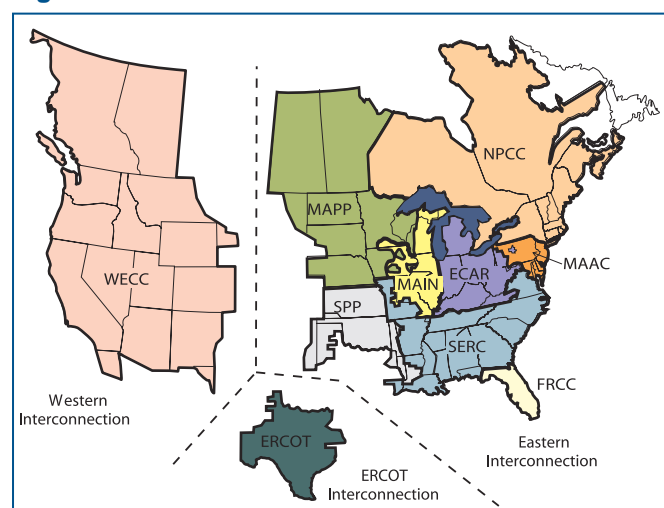 NPCC
MAPP
MAAC
ECAR
WECC
MAIN
SPP
SERC
FRCC
Western
Interconnection
ERCOT
Eastern
Interconnection
ERCOT
Interconnection